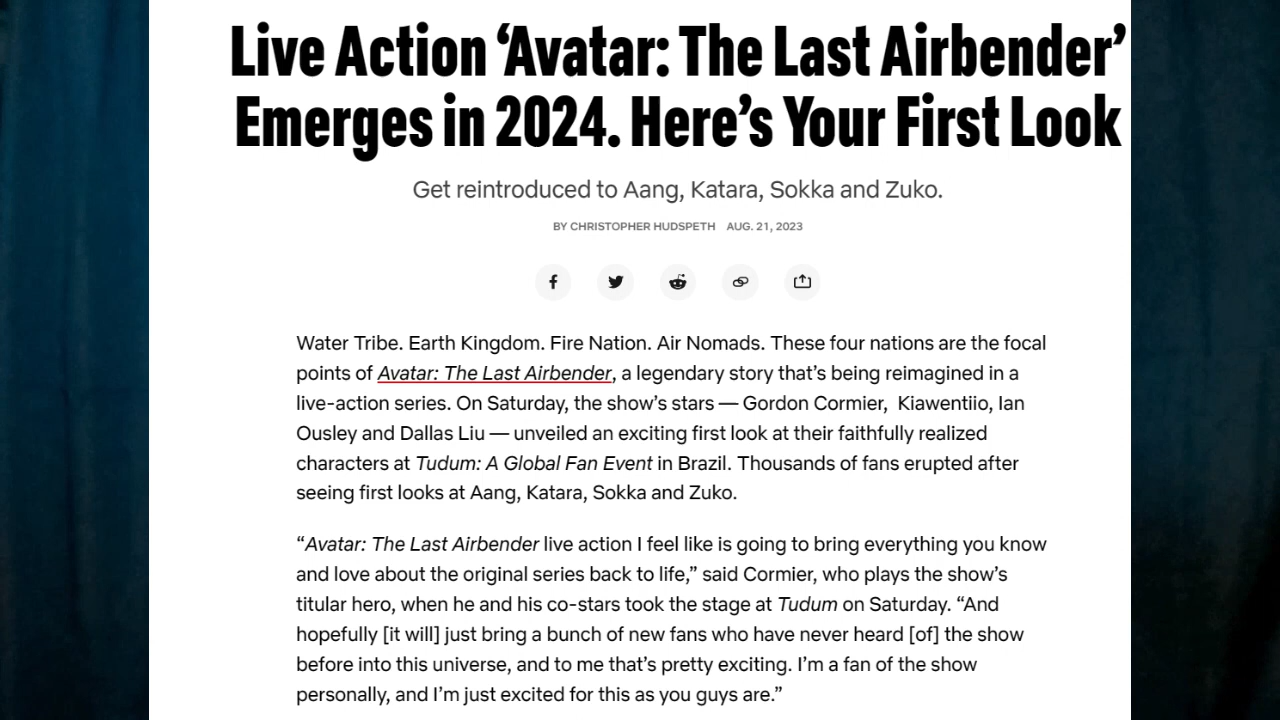 Live Action ‘Avatar: The Last Airbender’
Emerges in 2024. Here’s Your First Look
Get reintroduced to Aang, Katara, Sokka and Zuko.
BY CHRISTOPHER HUDSPETH AUG. 21, 2023
Water Tribe. Earth Kingdom. Fire Nation. Air Nomads. These four nations are the focal
points of Avatar: The Last Airbender, a legendary story that’s being reimagined in a
live-action series. On Saturday, the show’s stars — Gordon Cormier, Kiawentiio, Ian
Ousley and Dallas Liu — unveiled an exciting first look at their faithfully realized
characters at Tudum: A Global Fan Event in Brazil. Thousands of fans erupted after
seeing first looks at Aang, Katara, Sokka and Zuko.
“Avatar: The Last Airbender live action I feel like is going to bring everything you know
and love about the original series back to life,” said Cormier, who plays the show’s
titular hero, when he and his co-stars took the stage at Tudum on Saturday. “And
hopefully [it will] just bring a bunch of new fans who have never heard [of] the show
before into this universe, and to me that’s pretty exciting. I’m a fan of the show
personally, and I’m just excited for this as you guys are.”